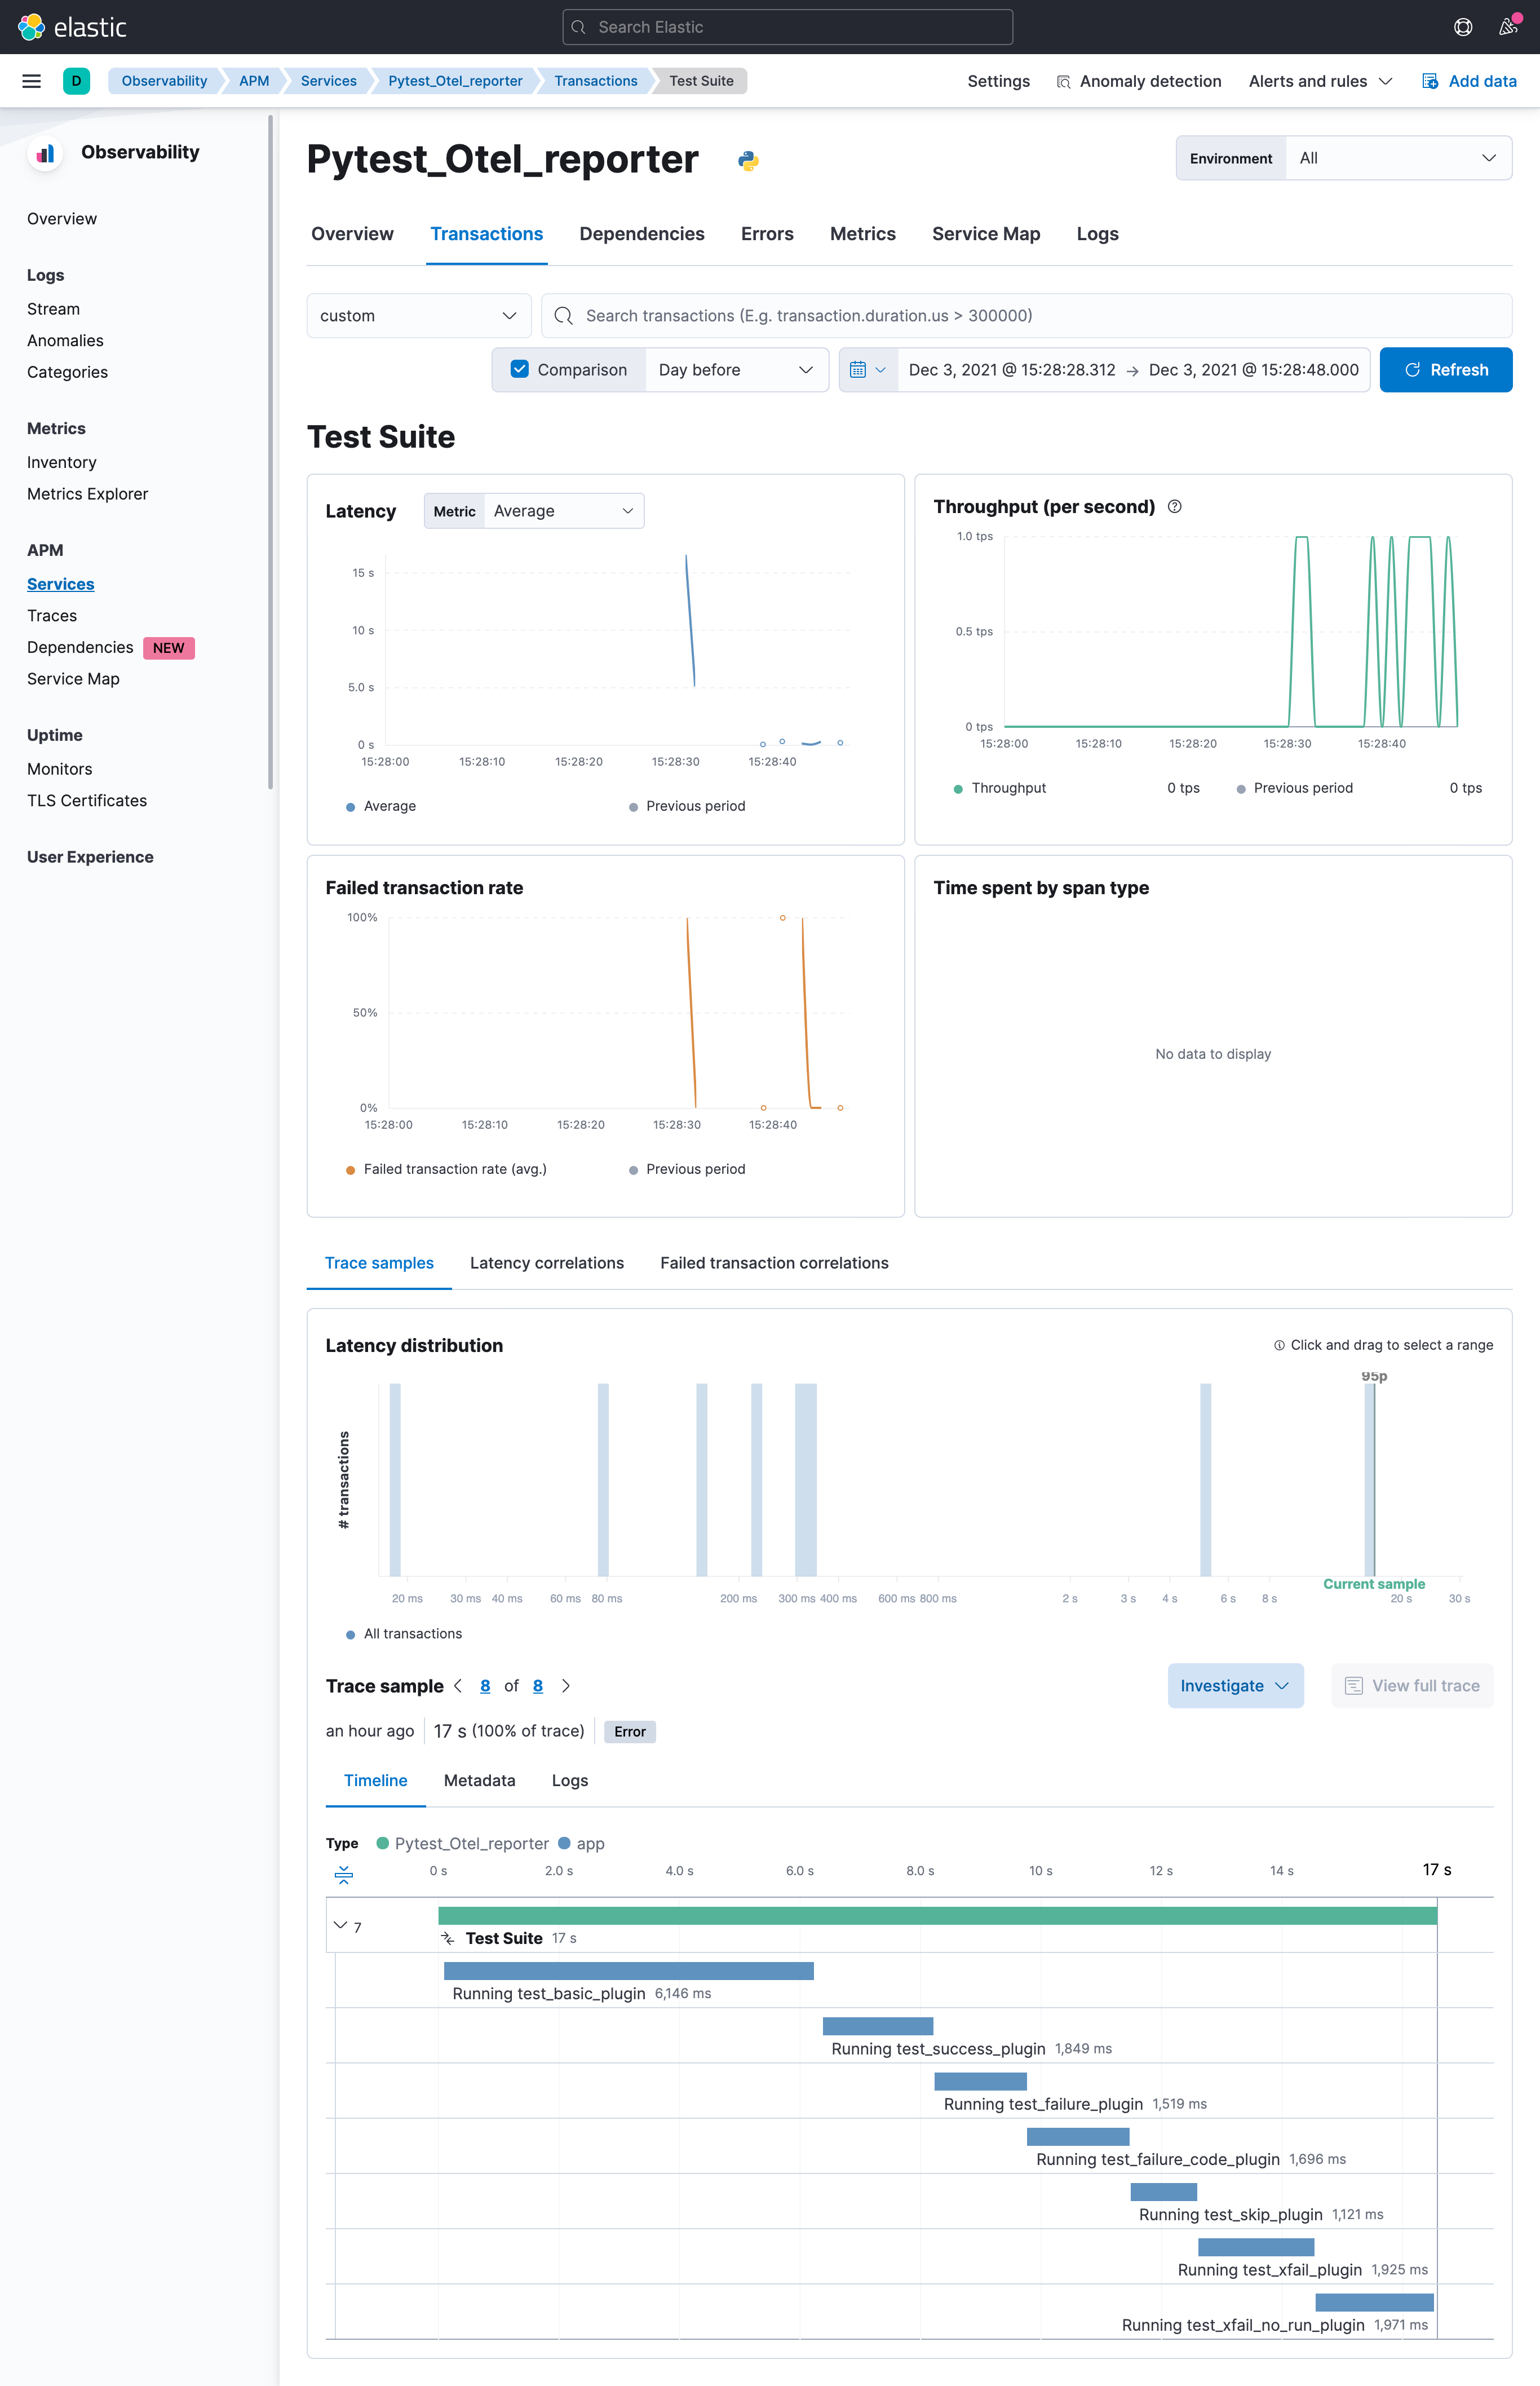 elastic
Search Elastic
D
Observability
APM
Services
Pytest_Otel_reporter
Transactions
Test Suite
Settings
Anomaly detection
Alerts and rules
Add data
Observability
Overview
Logs
Stream
Anomalies
Categories
Metrics
Inventory
Metrics Explorer
APM
Services
Traces
Dependencies NEW
Service Map
Uptime
Monitors
TLS Certificates
User Experience
Pytest_Otel_reporter
Environment All
Overview Transactions Dependencies Errors Metrics Service Map Logs
custom
Search transactions (E.g. transaction.duration.us > 300000)
Comparison Day before
Dec 3, 2021 @ 15:28:28.312 → Dec 3, 2021 @ 15:28:48.000
Refresh
Test Suite
Latency Metric Average
15 s
10 s
5.0 s
0 s
15:28:00 15:28:10 15:28:20 15:28:30 15:28:40
Average Previous period
Throughput (per second)
1.0 tps
0.5 tps
0 tps
15:28:00 15:28:10 15:28:20 15:28:30 15:28:40
Throughput 0 tps Previous period 0 tps
Failed transaction rate
100%
50%
0%
15:28:00 15:28:10 15:28:20 15:28:30 15:28:40
Failed transaction rate (avg.) Previous period
Time spent by span type
No data to display
Trace samples Latency correlations Failed transaction correlations
Latency distribution
Click and drag to select a range
95p
# transactions
Current sample
20 ms 30 ms 40 ms 60 ms 80 ms 200 ms 300 ms 400 ms 600 ms 800 ms 2 s 3 s 4 s 6 s 8 s 20 s 30 s
All transactions
Trace sample 8 of 8
Investigate
View full trace
an hour ago 17 s (100% of trace) Error
Timeline Metadata Logs
Type Pytest_Otel_reporter app
0 s 2.0 s 4.0 s 6.0 s 8.0 s 10 s 12 s 14 s 17 s
7
Test Suite 17 s
Running test_basic_plugin 6,146 ms
Running test_success_plugin 1,849 ms
Running test_failure_plugin 1,519 ms
Running test_failure_code_plugin 1,696 ms
Running test_skip_plugin 1,121 ms
Running test_xfail_plugin 1,925 ms
Running test_xfail_no_run_plugin 1,971 ms